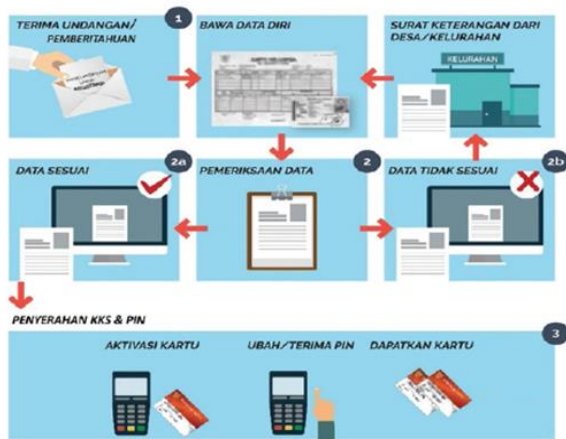 TERIMA UNDANGAN/
PEMBERITAHUAN
1
BAWA DATA DIRI
SURAT KETERANGAN DARI
DESA/KELURAHAN
KELURAHAN
DATA SESUAI
2a
PEMERIKSAAN DATA
2
DATA TIDAK SESUAI
2b
PENYERAHAN KKS & PIN
3
AKTIVASI KARTU
UBAH/TERIMA PIN
DAPATKAN KARTU